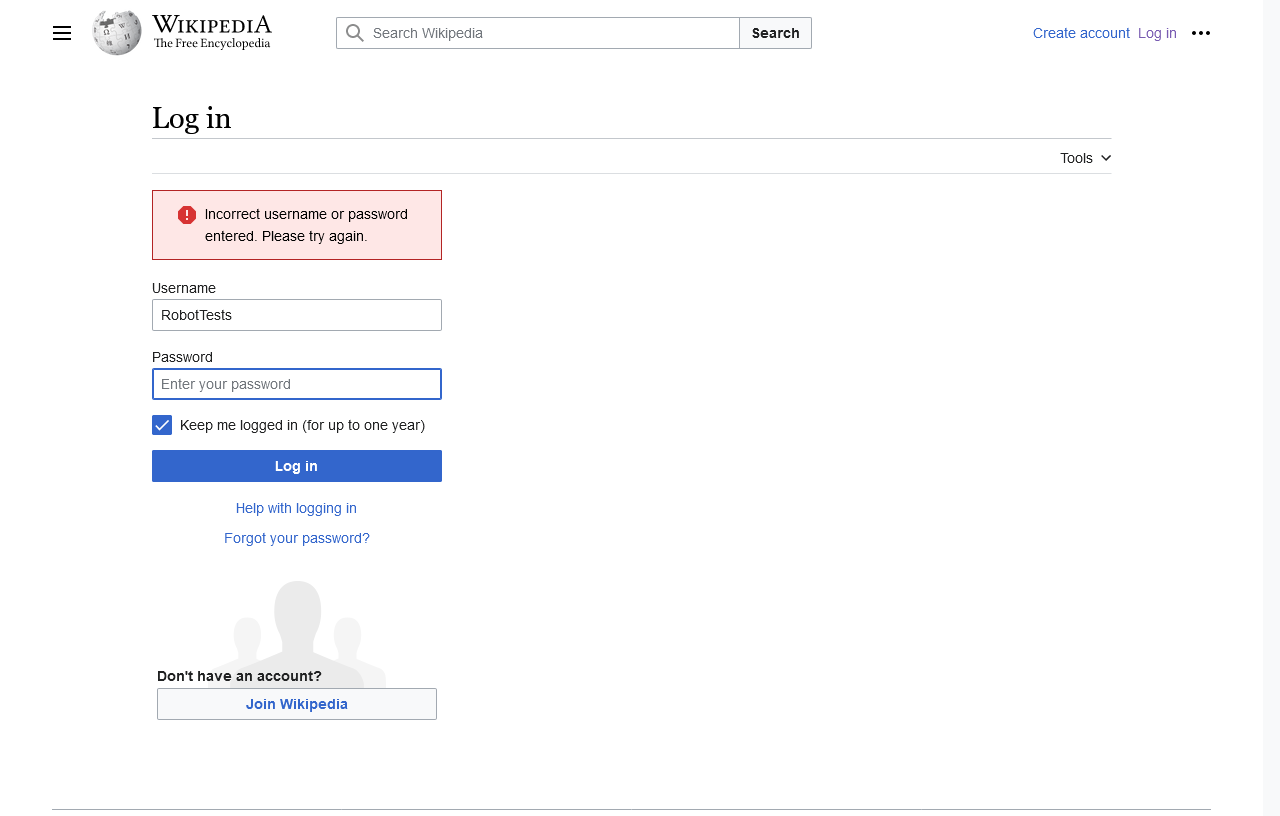 WIKIPEDIA
The Free Encyclopedia
Search Wikipedia
Search
Create account
Log in
Log in
Tools
Incorrect username or password
entered. Please try again.
Username
RobotTests
Password
Enter your password
Keep me logged in (for up to one year)
Log in
Help with logging in
Forgot your password?
Don't have an account?
Join Wikipedia